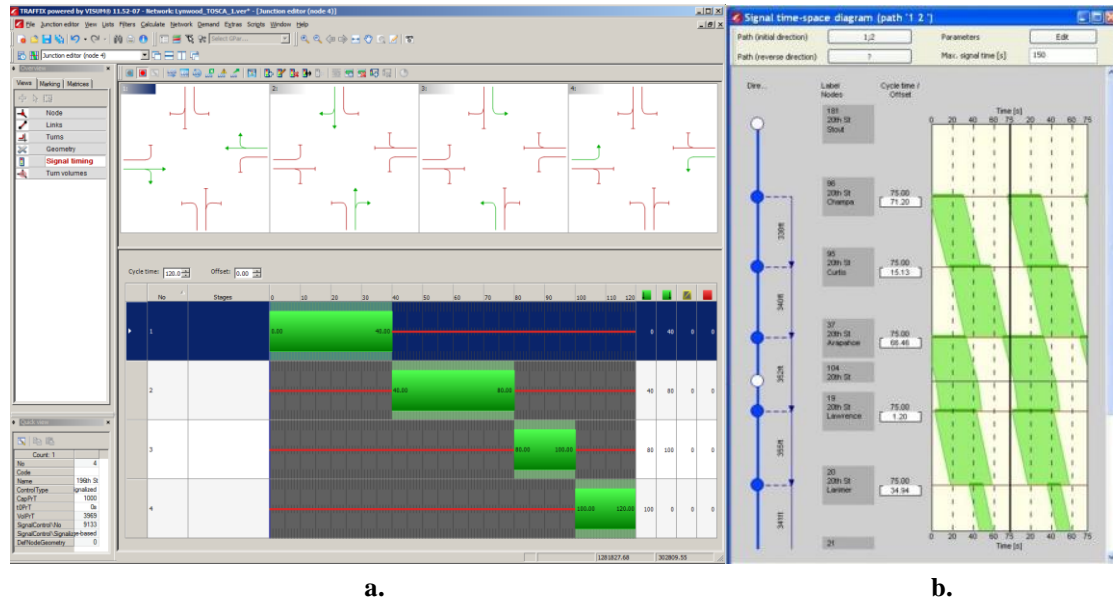 TRAFFIX powered by VISUM® 11.52-07 - Network: Lynwood_TOSCA_1.ver* - [Junction editor (node 4)]
File Junction editor View Lists Filters Calculate Network Demand Extras Scripts Window Help
Junction editor (node 4)
Views Marking Matrices
Node
Links
Turns
Geometry
Signal timing
Turn volumes
1:
2:
3:
4:
Cycle time: 120.0 Offset: 0.00
No Stages 0 10 20 30 40 50 60 70 80 90 100 110 120
1 0.00 40.00 0 40 0 0
2 40.00 80.00 40 80 0 0
3 80.00 100.00 80 100 0 0
4 100.00 120.00 100 0 0 0
Quick view
Count: 1
No 4
Code
Name 196th St
ControlType ignalized
CapPrT 1000
t0PrT 0s
VolPrT 3969
SignalControl\No 9133
SignalControl\Signalize-based
DefNodeGeometry 0
1281827.68 302809.55
a.
Signal time-space diagram (path '1 2 ')
Path (initial direction) 1;2 Parameters Edit
Path (reverse direction) ? Max. signal time [s] 150
Dire... Label Nodes Cycle time / Offset
Time [s]
0 20 40 60 75 20 40 60 75
181
20th St
Stout
96
20th St
Champa
75.00
71.20
338ft
95
20th St
Curtis
75.00
15.13
340ft
37
20th St
Arapahoe
75.00
68.46
104
20th St
352ft
19
20th St
Lawrence
75.00
1.20
355ft
20
20th St
Larimer
75.00
34.94
341ft
21
0 20 40 60 75 20 40 60 75
Time [s]
b.